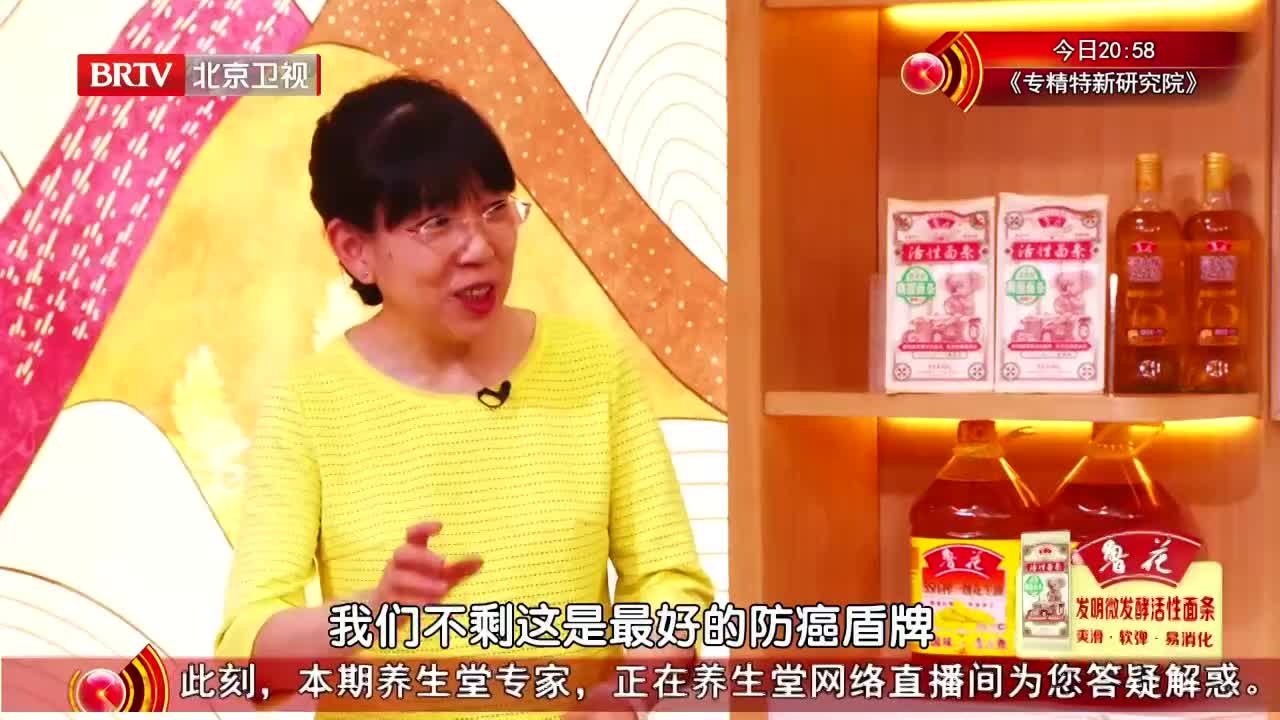 BRTV 北京卫视
今日20:58
《专精特新研究院》
活性面条
活性面条
鲁花
鲁花
活性面条
发明微发酵活性面条
爽滑·软弹·易消化
我们不剩这是最好的防癌盾牌
此刻，本期养生堂专家，正在养生堂网络直播间为您答疑解惑。